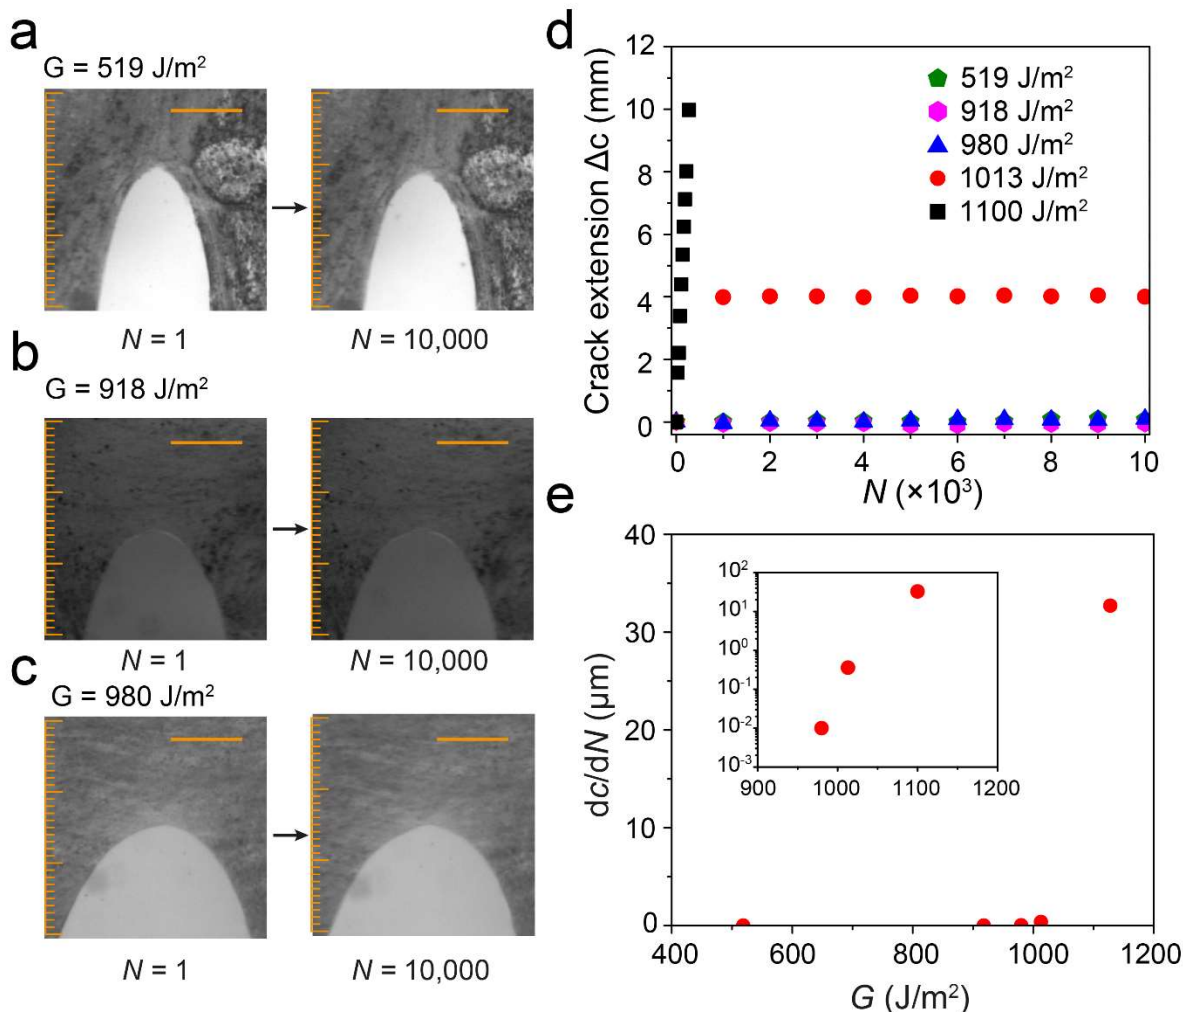 a
G = 519 J/m²
N = 1
N = 10,000
b
G = 918 J/m²
N = 1
N = 10,000
c
G = 980 J/m²
N = 1
N = 10,000
d
Crack extension Δc (mm)
12
10
8
6
4
2
0
519 J/m²
918 J/m²
980 J/m²
1013 J/m²
1100 J/m²
0 2 4 6 8 10
N (×10³)
e
dc/dN (μm)
40
30
20
10
0
10²
10¹
10⁰
10⁻¹
10⁻²
10⁻³
900 1000 1100 1200
400 600 800 1000 1200
G (J/m²)